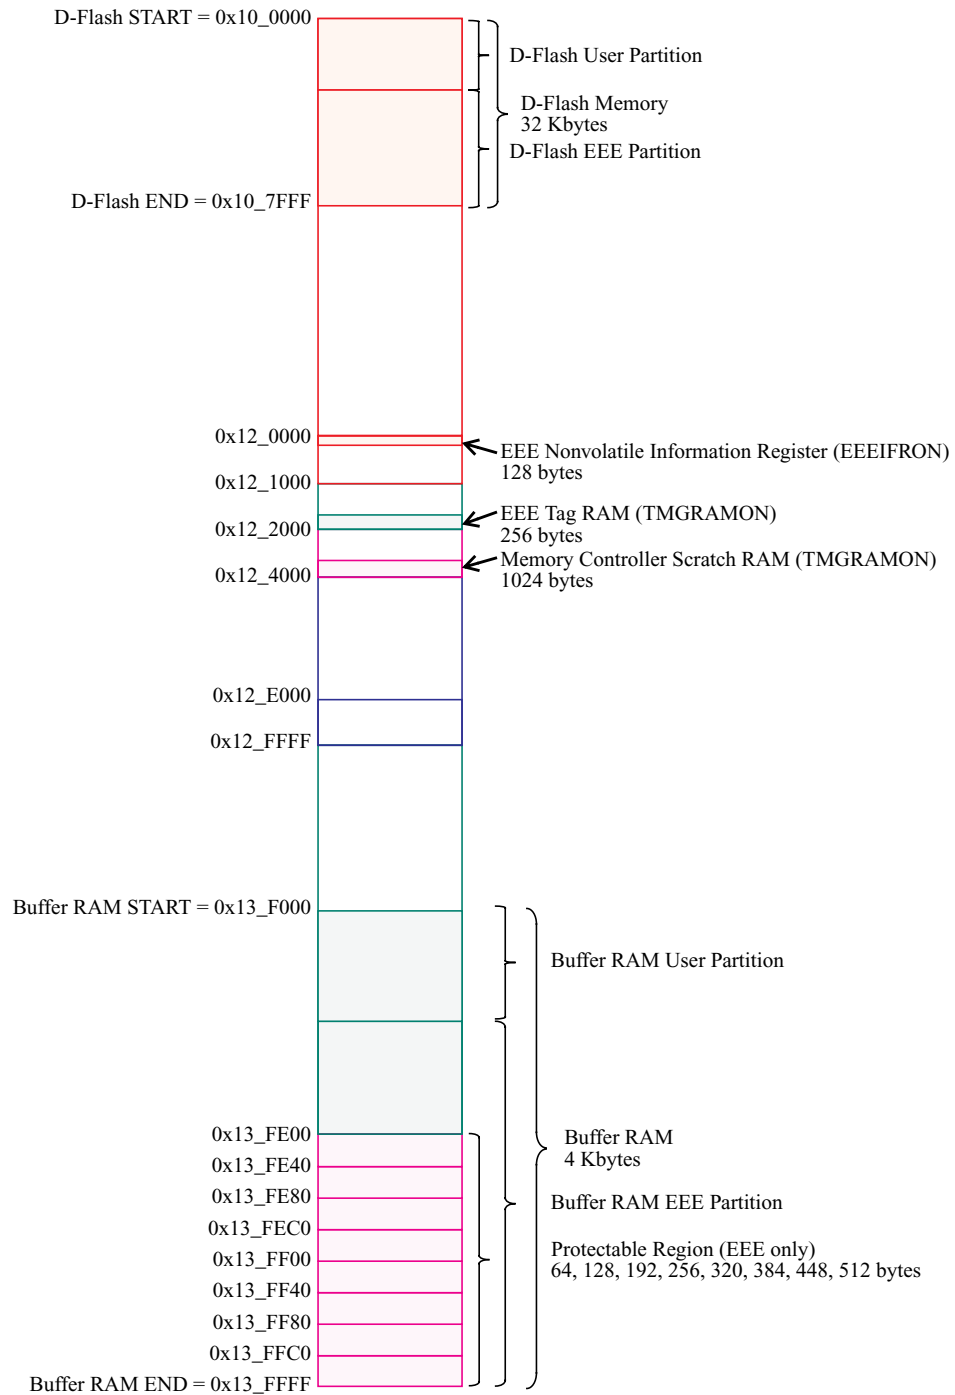 D-Flash START = 0x10_0000
D-Flash User Partition
D-Flash Memory
32 Kbytes
D-Flash EEE Partition
D-Flash END = 0x10_7FFF
0x12_0000
EEE Nonvolatile Information Register (EEEIFRON)
128 bytes
0x12_1000
EEE Tag RAM (TMGRAMON)
256 bytes
0x12_2000
Memory Controller Scratch RAM (TMGRAMON)
1024 bytes
0x12_4000
0x12_E000
0x12_FFFF
Buffer RAM START = 0x13_F000
Buffer RAM User Partition
0x13_FE00
Buffer RAM
4 Kbytes
0x13_FE40
0x13_FE80
Buffer RAM EEE Partition
0x13_FEC0
Protectable Region (EEE only)
64, 128, 192, 256, 320, 384, 448, 512 bytes
0x13_FF00
0x13_FF40
0x13_FF80
0x13_FFC0
Buffer RAM END = 0x13_FFFF